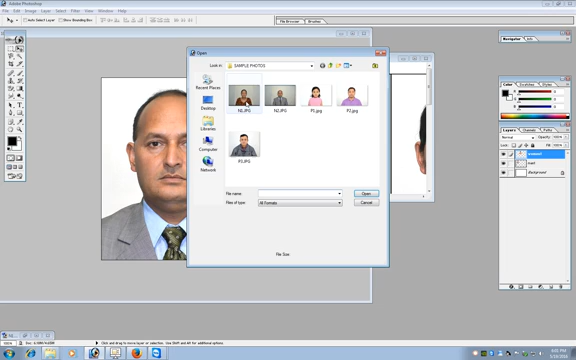 Adobe Photoshop
File Edit Image Layer Select Filter View Window Help
Auto Select Layer Show Bounding Box
File Browser Brushes
Navigator Info
Open
Look in: SAMPLE PHOTOS
Recent Places
Desktop
Libraries
Computer
Network
N1.JPG N2.JPG P1.jpg P2.jpg
P3.JPG
File name: Open
Files of type: All Formats Cancel
File Size
Color Swatches Styles
Layers Channels Paths
Normal Opacity: 100%
Lock:
Background
Doc:
Click and drag to move layer or selection. Use Shift and Alt for additional options.